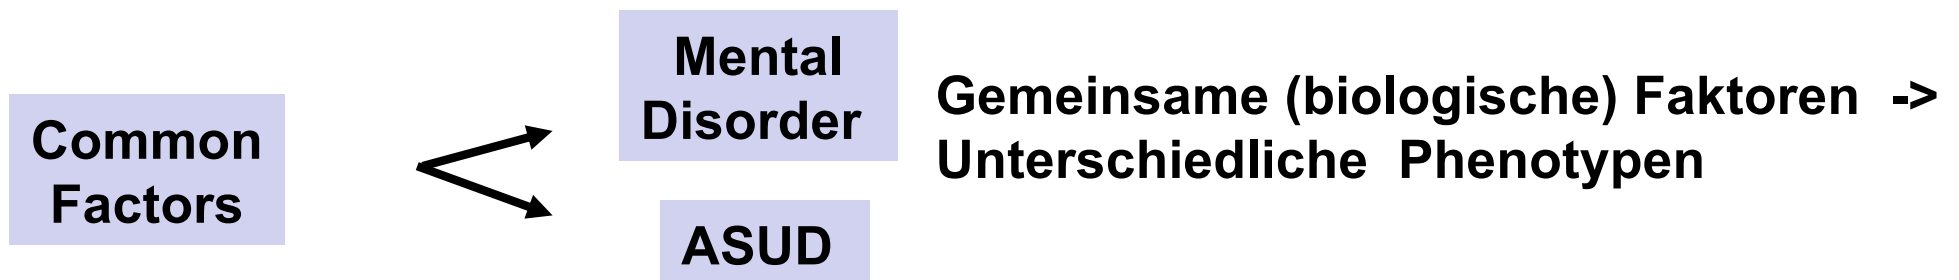 Common
Factors
Mental
Disorder
ASUD
Gemeinsame (biologische) Faktoren ->
Unterschiedliche Phenotypen